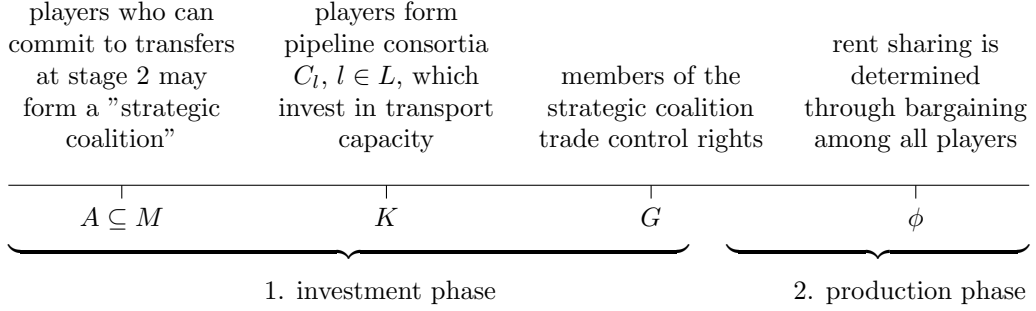 players who can
commit to transfers
at stage 2 may
form a ”strategic
coalition”
players form
pipeline consortia
C_l, l ∈ L, which
invest in transport
capacity
members of the
strategic coalition
trade control rights
rent sharing is
determined
through bargaining
among all players
A ⊆ M
K
G
ϕ
1. investment phase
2. production phase